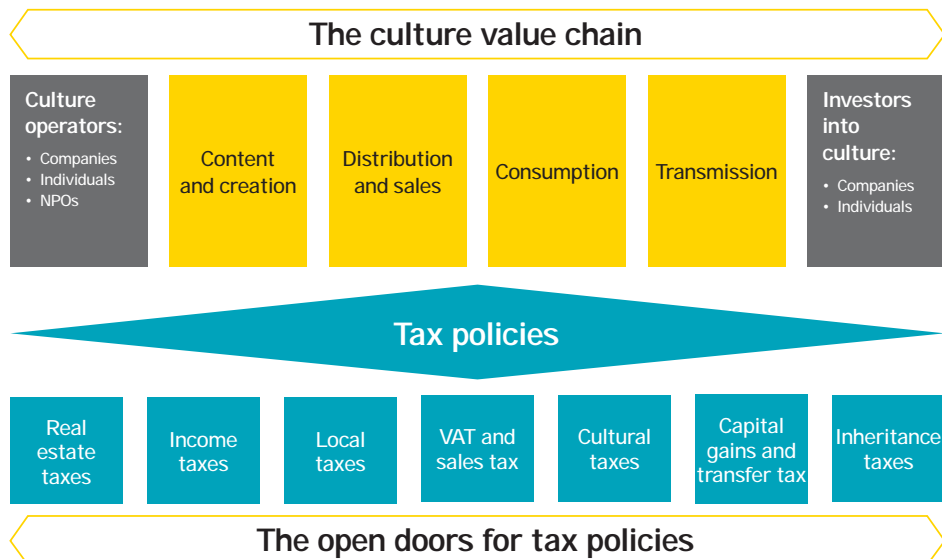 The culture value chain
Culture
operators:
• Companies
• Individuals
• NPOs
Content
and creation
Distribution
and sales
Consumption
Transmission
Investors
into
culture:
• Companies
• Individuals
Tax policies
Real
estate
taxes
Income
taxes
Local
taxes
VAT and
sales tax
Cultural
taxes
Capital
gains and
transfer tax
Inheritance
taxes
The open doors for tax policies